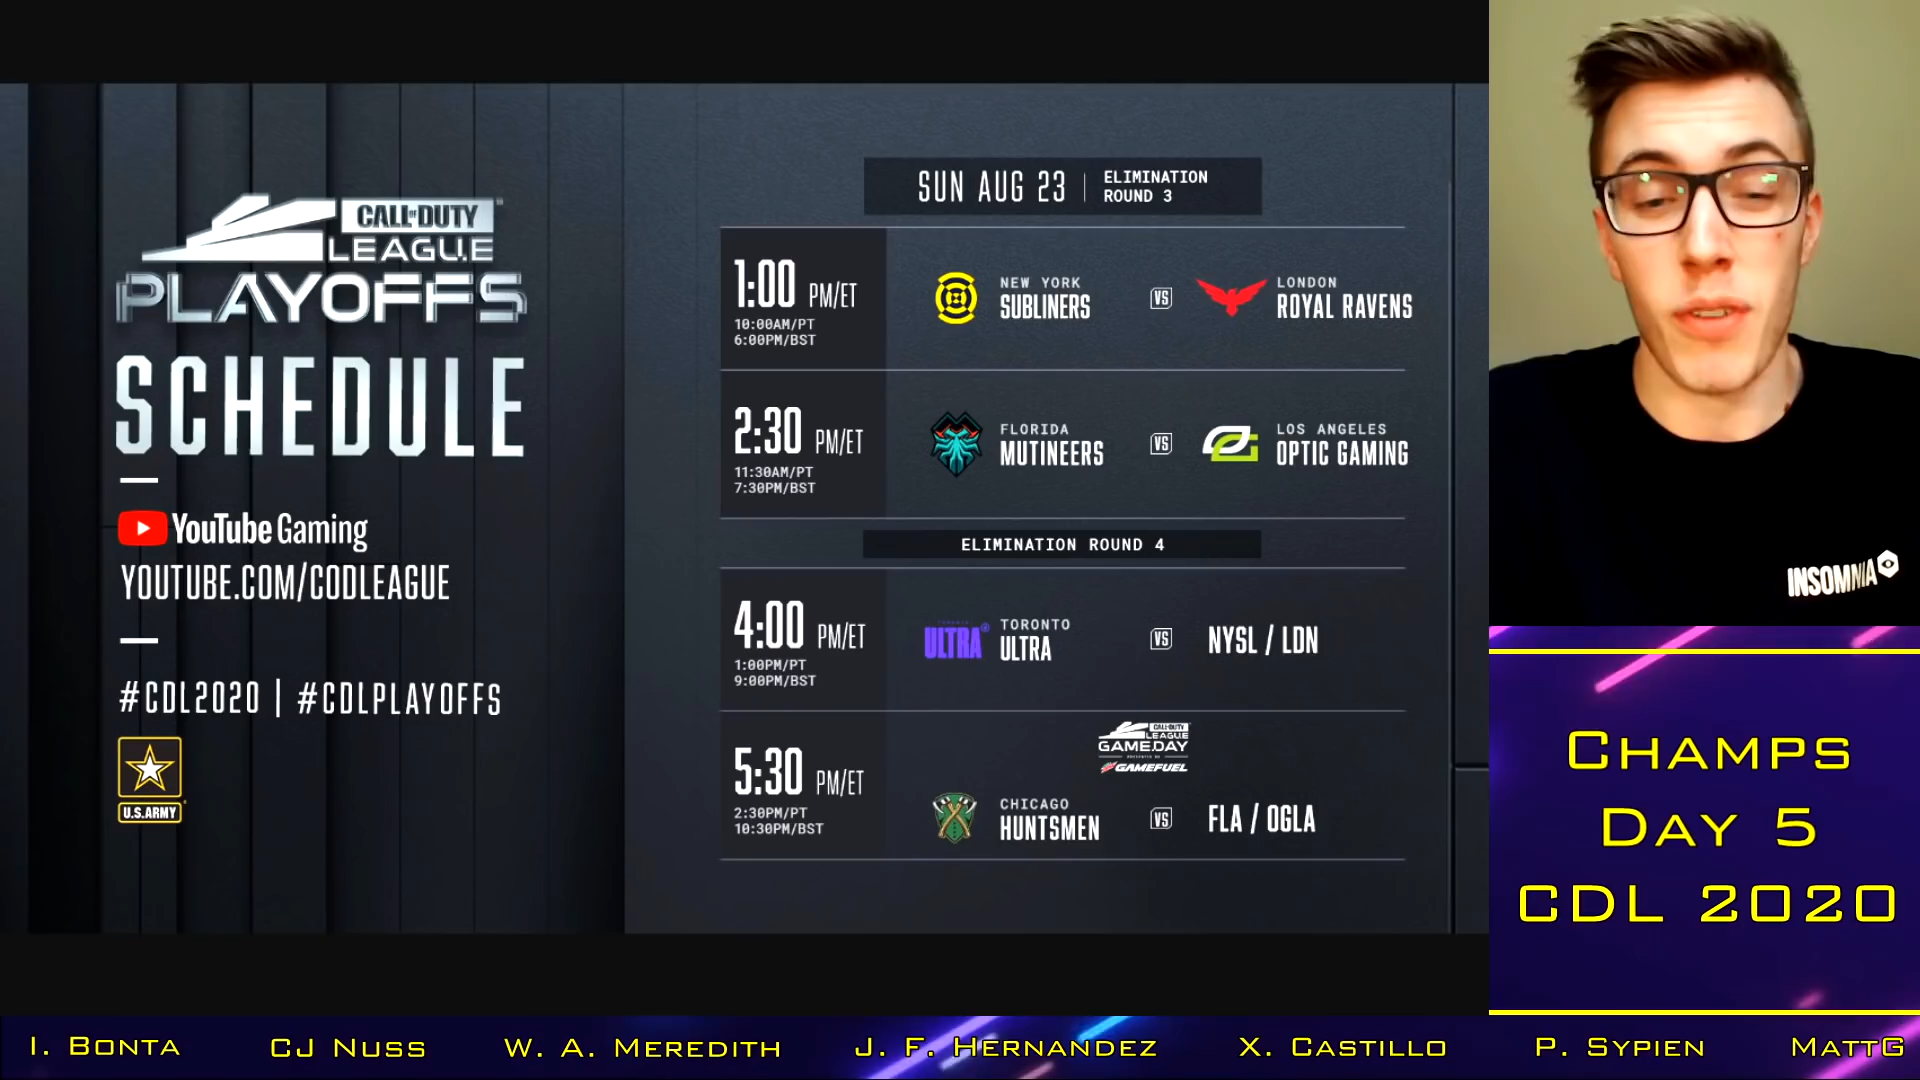 CALL OF DUTY
LEAGUE
PLAYOFFS
SCHEDULE
YouTube Gaming
YOUTUBE.COM/CODLEAGUE
#CDL2020 | #CDLPLAYOFFS
U.S.ARMY
SUN AUG 23 | ELIMINATION
ROUND 3
1:00 PM/ET
10:00AM/PT
6:00PM/BST
NEW YORK
SUBLINERS
VS
LONDON
ROYAL RAVENS
2:30 PM/ET
11:30AM/PT
7:30PM/BST
FLORIDA
MUTINEERS
VS
LOS ANGELES
OPTIC GAMING
ELIMINATION ROUND 4
4:00 PM/ET
1:00PM/PT
9:00PM/BST
ULTRA
TORONTO
ULTRA
VS
NYSL / LDN
5:30 PM/ET
2:30PM/PT
10:30PM/BST
CALL OF DUTY
LEAGUE
GAMEDAY
GAMEFUEL
CHICAGO
HUNTSMEN
VS
FLA / OGLA
INSOMNIA
CHAMPS
DAY 5
CDL 2020
I. BONTA
CJ NUSS
W. A. MEREDITH
J. F. HERNANDEZ
X. CASTILLO
P. SYPIEN
MATTG